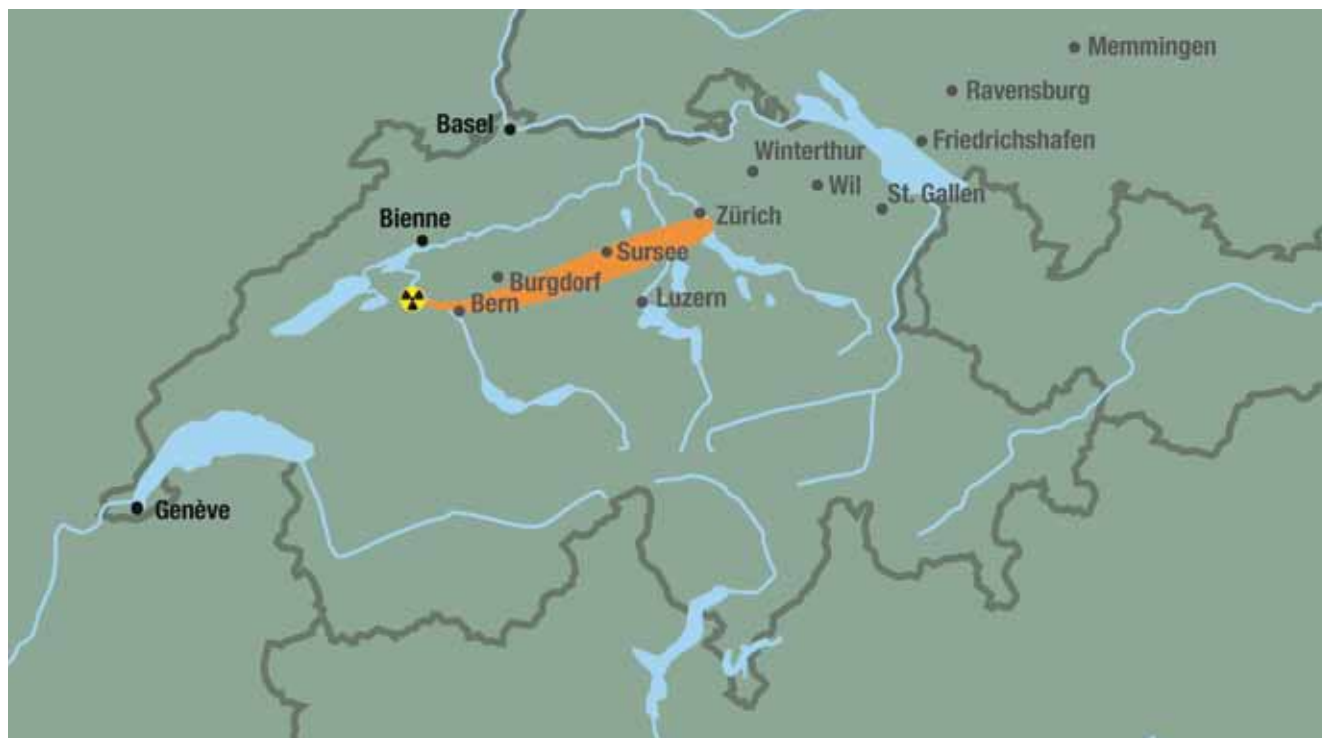 Memmingen
Ravensburg
Basel
Friedrichshafen
Winterthur
Wil
St. Gallen
Bienne
Zürich
Sursee
Burgdorf
Bern
Luzern
Genève